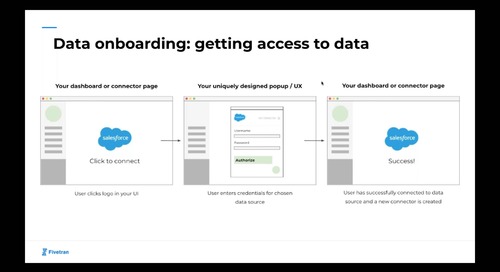 Data onboarding: getting access to data
Your dashboard or connector page
Your uniquely designed popup / UX
Your dashboard or connector page
salesforce
Click to connect
salesforce
Username
Password
Authorize
salesforce
Success!
User clicks logo in your UI
User enters credentials for chosen
data source
User has successfully connected to data
source and a new connector is created
Fivetran